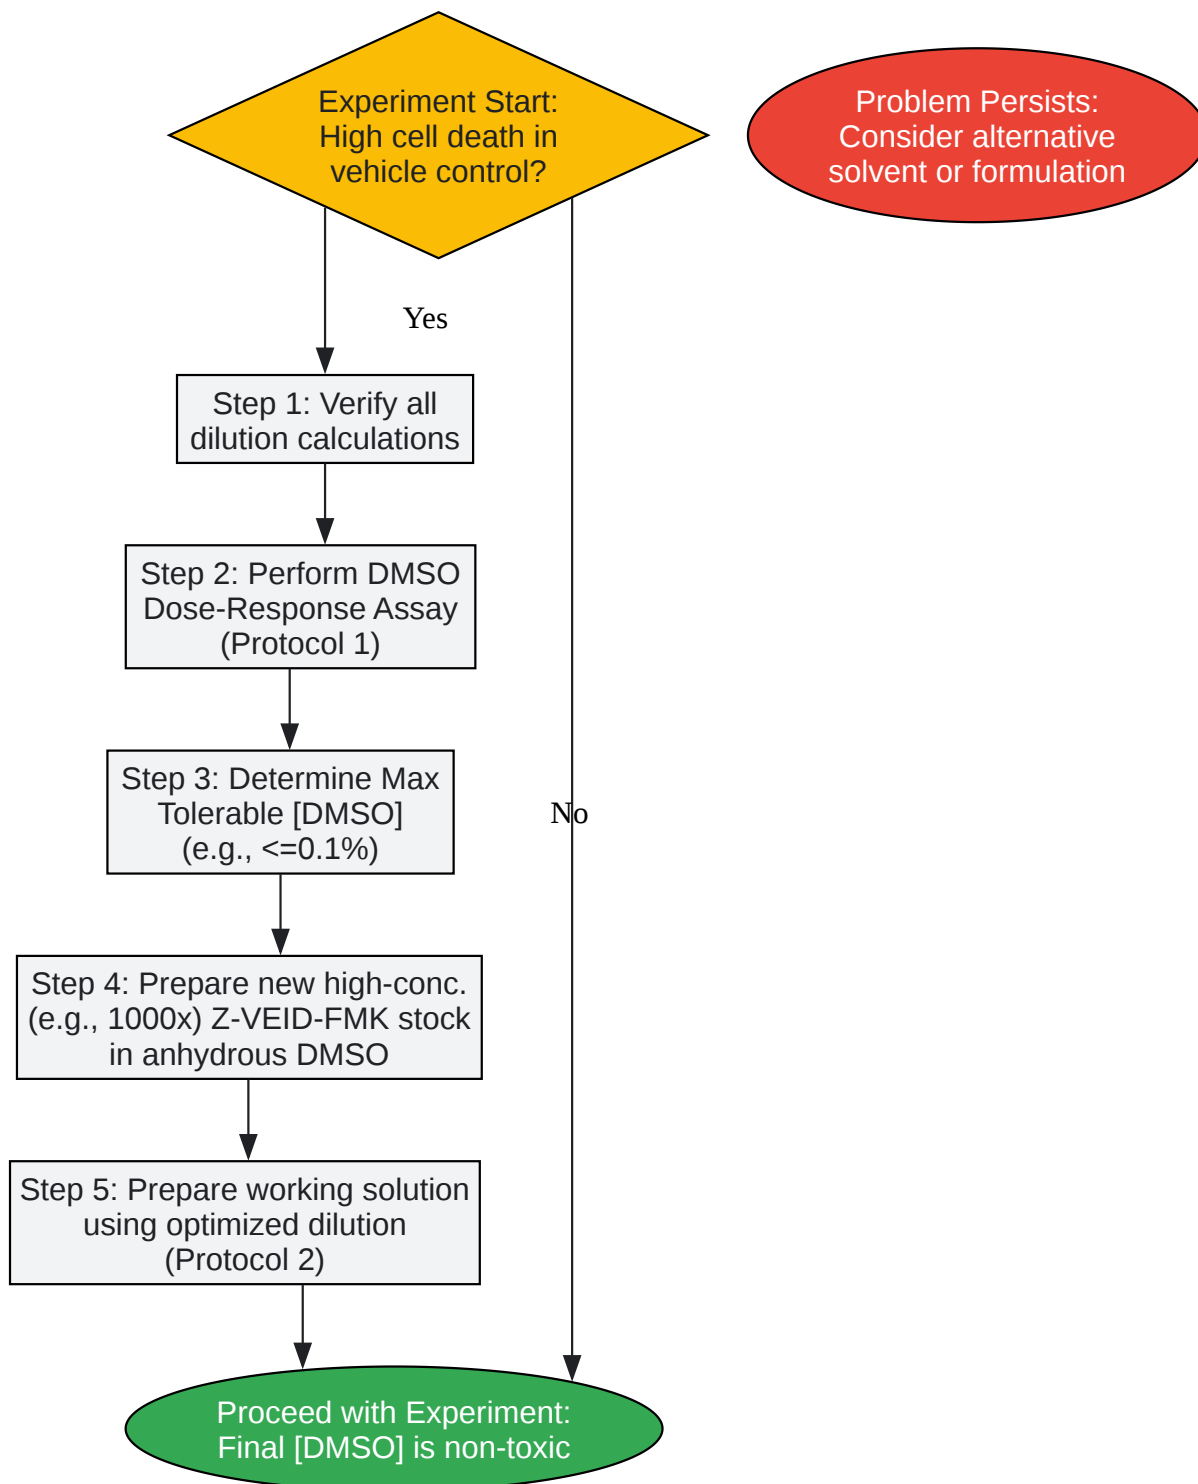 Experiment Start:
High cell death in
vehicle control?
Problem Persists:
Consider alternative
solvent or formulation
Yes
Step 1: Verify all
dilution calculations
Step 2: Perform DMSO
Dose-Response Assay
(Protocol 1)
Step 3: Determine Max
Tolerable [DMSO]
(e.g., <=0.1%)
No
Step 4: Prepare new high-conc.
(e.g., 1000x) Z-VEID-FMK stock
in anhydrous DMSO
Step 5: Prepare working solution
using optimized dilution
(Protocol 2)
Proceed with Experiment:
Final [DMSO] is non-toxic